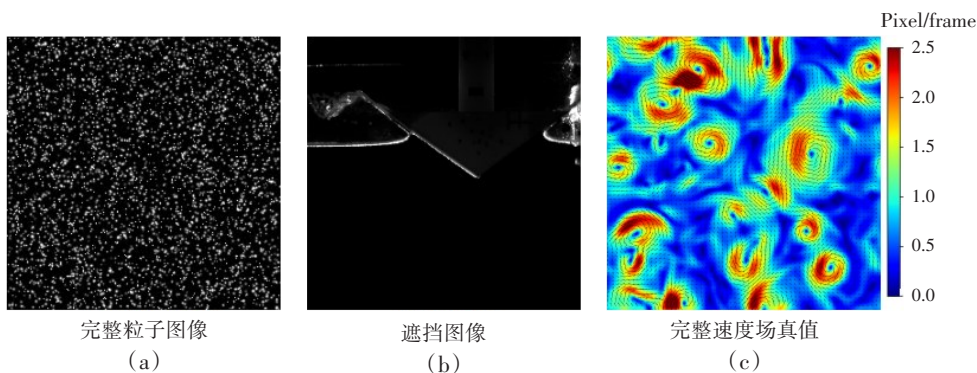 Pixel/frame
2.5
2.0
1.5
1.0
0.5
0.0
完整粒子图像
遮挡图像
完整速度场真值
（a）
（b）
（c）